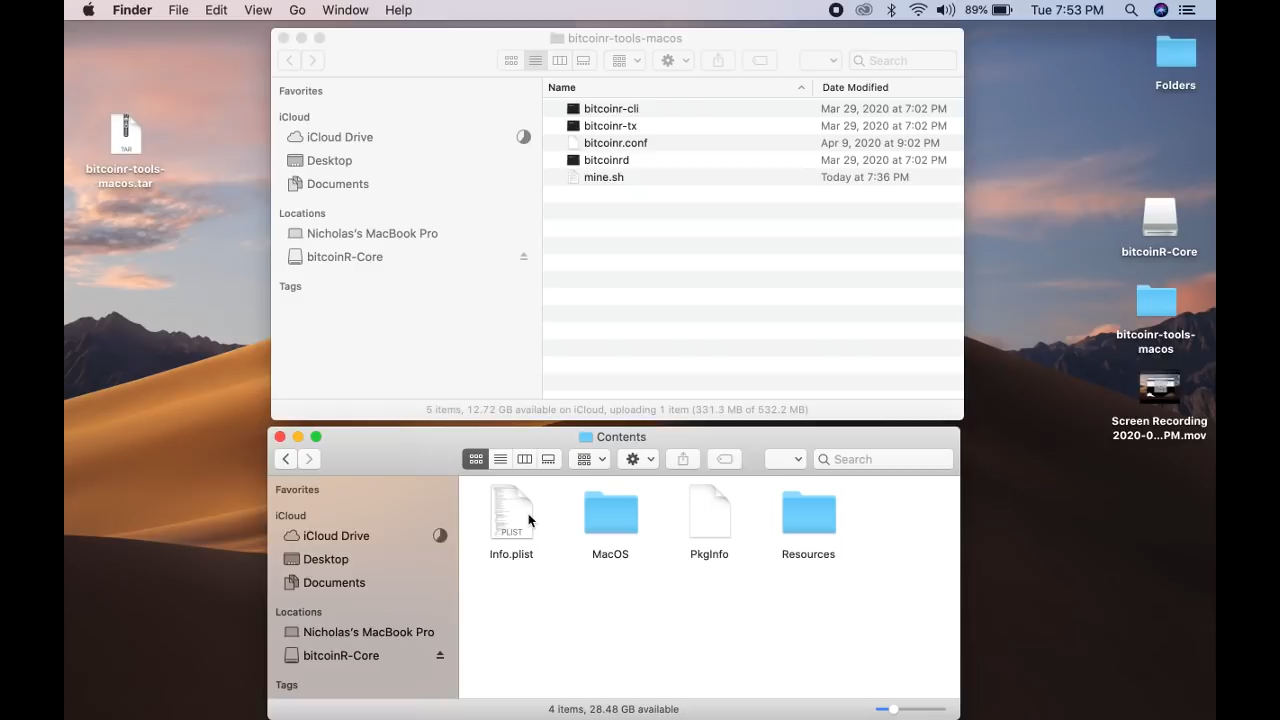 Finder File Edit View Go Window Help 89% Tue 7:53 PM
bitcoinr-tools-macos
Search
Favorites
iCloud
iCloud Drive
Desktop
Documents
Locations
Nicholas's MacBook Pro
bitcoinR-Core
Tags
Name Date Modified
bitcoinr-cli Mar 29, 2020 at 7:02 PM
bitcoinr-tx Mar 29, 2020 at 7:02 PM
bitcoinr.conf Apr 9, 2020 at 9:02 PM
bitcoinrd Mar 29, 2020 at 7:02 PM
mine.sh Today at 7:36 PM
5 items, 12.72 GB available on iCloud, uploading 1 item (331.3 MB of 532.2 MB)
TAR
bitcoinr-tools-
macos.tar
Folders
bitcoinR-Core
bitcoinr-tools-
macos
Screen Recording
2020-0...PM.mov
Contents
Search
Favorites
iCloud
iCloud Drive
Desktop
Documents
Locations
Nicholas's MacBook Pro
bitcoinR-Core
Tags
PLIST
Info.plist
MacOS
PkgInfo
Resources
4 items, 28.48 GB available